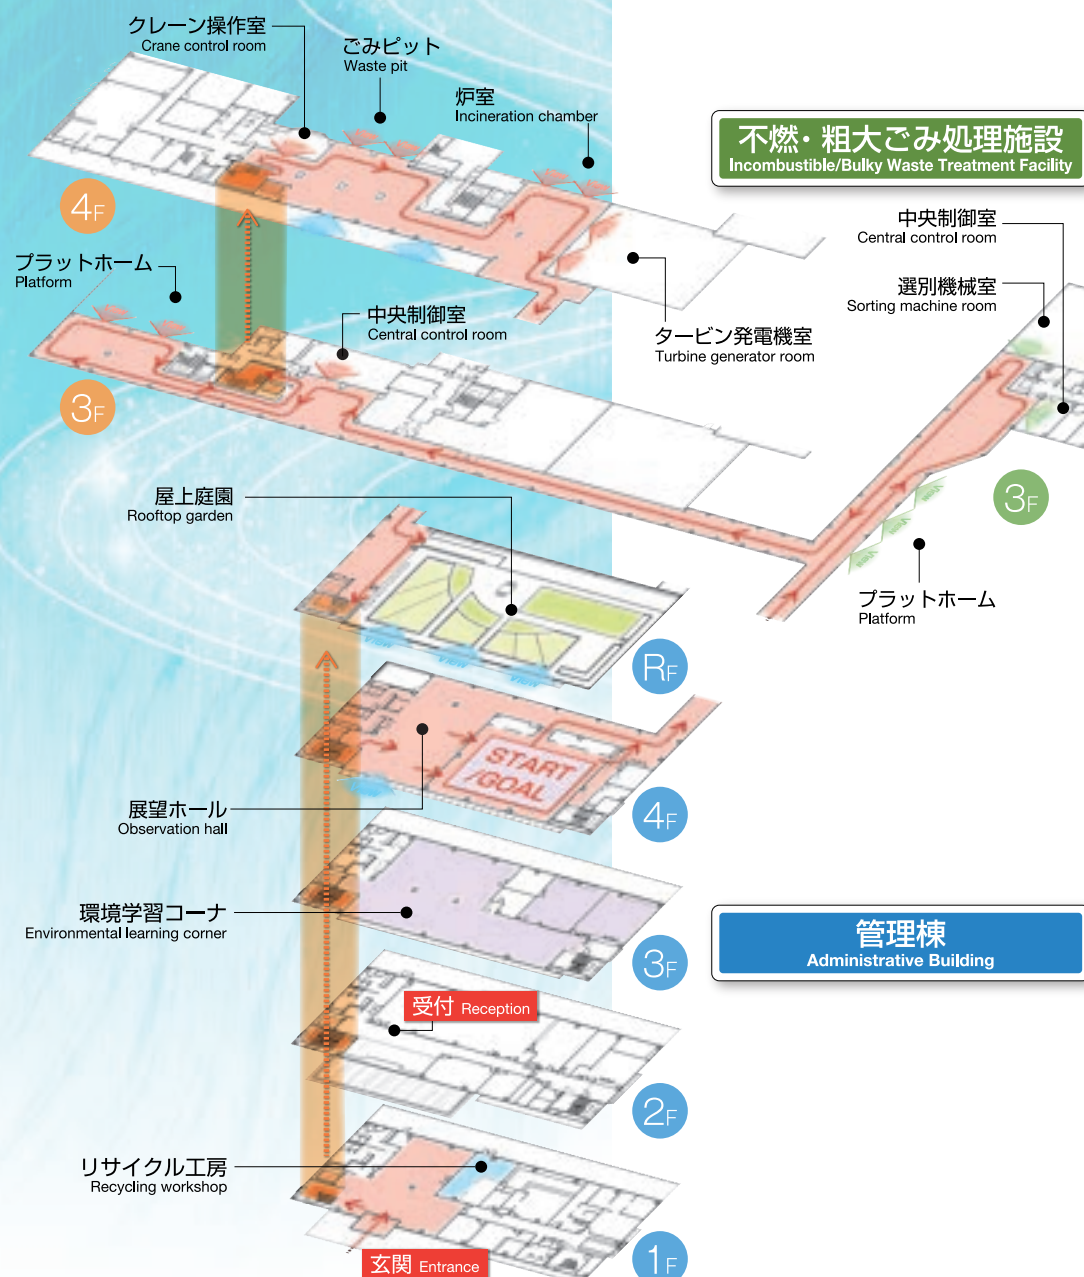 クレーン操作室
Crane control room
ごみピット
Waste pit
炉室
Incineration chamber
不燃・粗大ごみ処理施設
Incombustible/Bulky Waste Treatment Facility
4F
中央制御室
Central control room
プラットホーム
Platform
選別機械室
Sorting machine room
中央制御室
Central control room
タービン発電機室
Turbine generator room
3F
3F
屋上庭園
Rooftop garden
View
View
View
プラットホーム
Platform
VIEW
VIEW
VIEW
RF
START
/GOAL
展望ホール
Observation hall
4F
環境学習コーナ
Environmental learning corner
管理棟
Administrative Building
3F
受付 Reception
2F
リサイクル工房
Recycling workshop
玄関 Entrance
1F